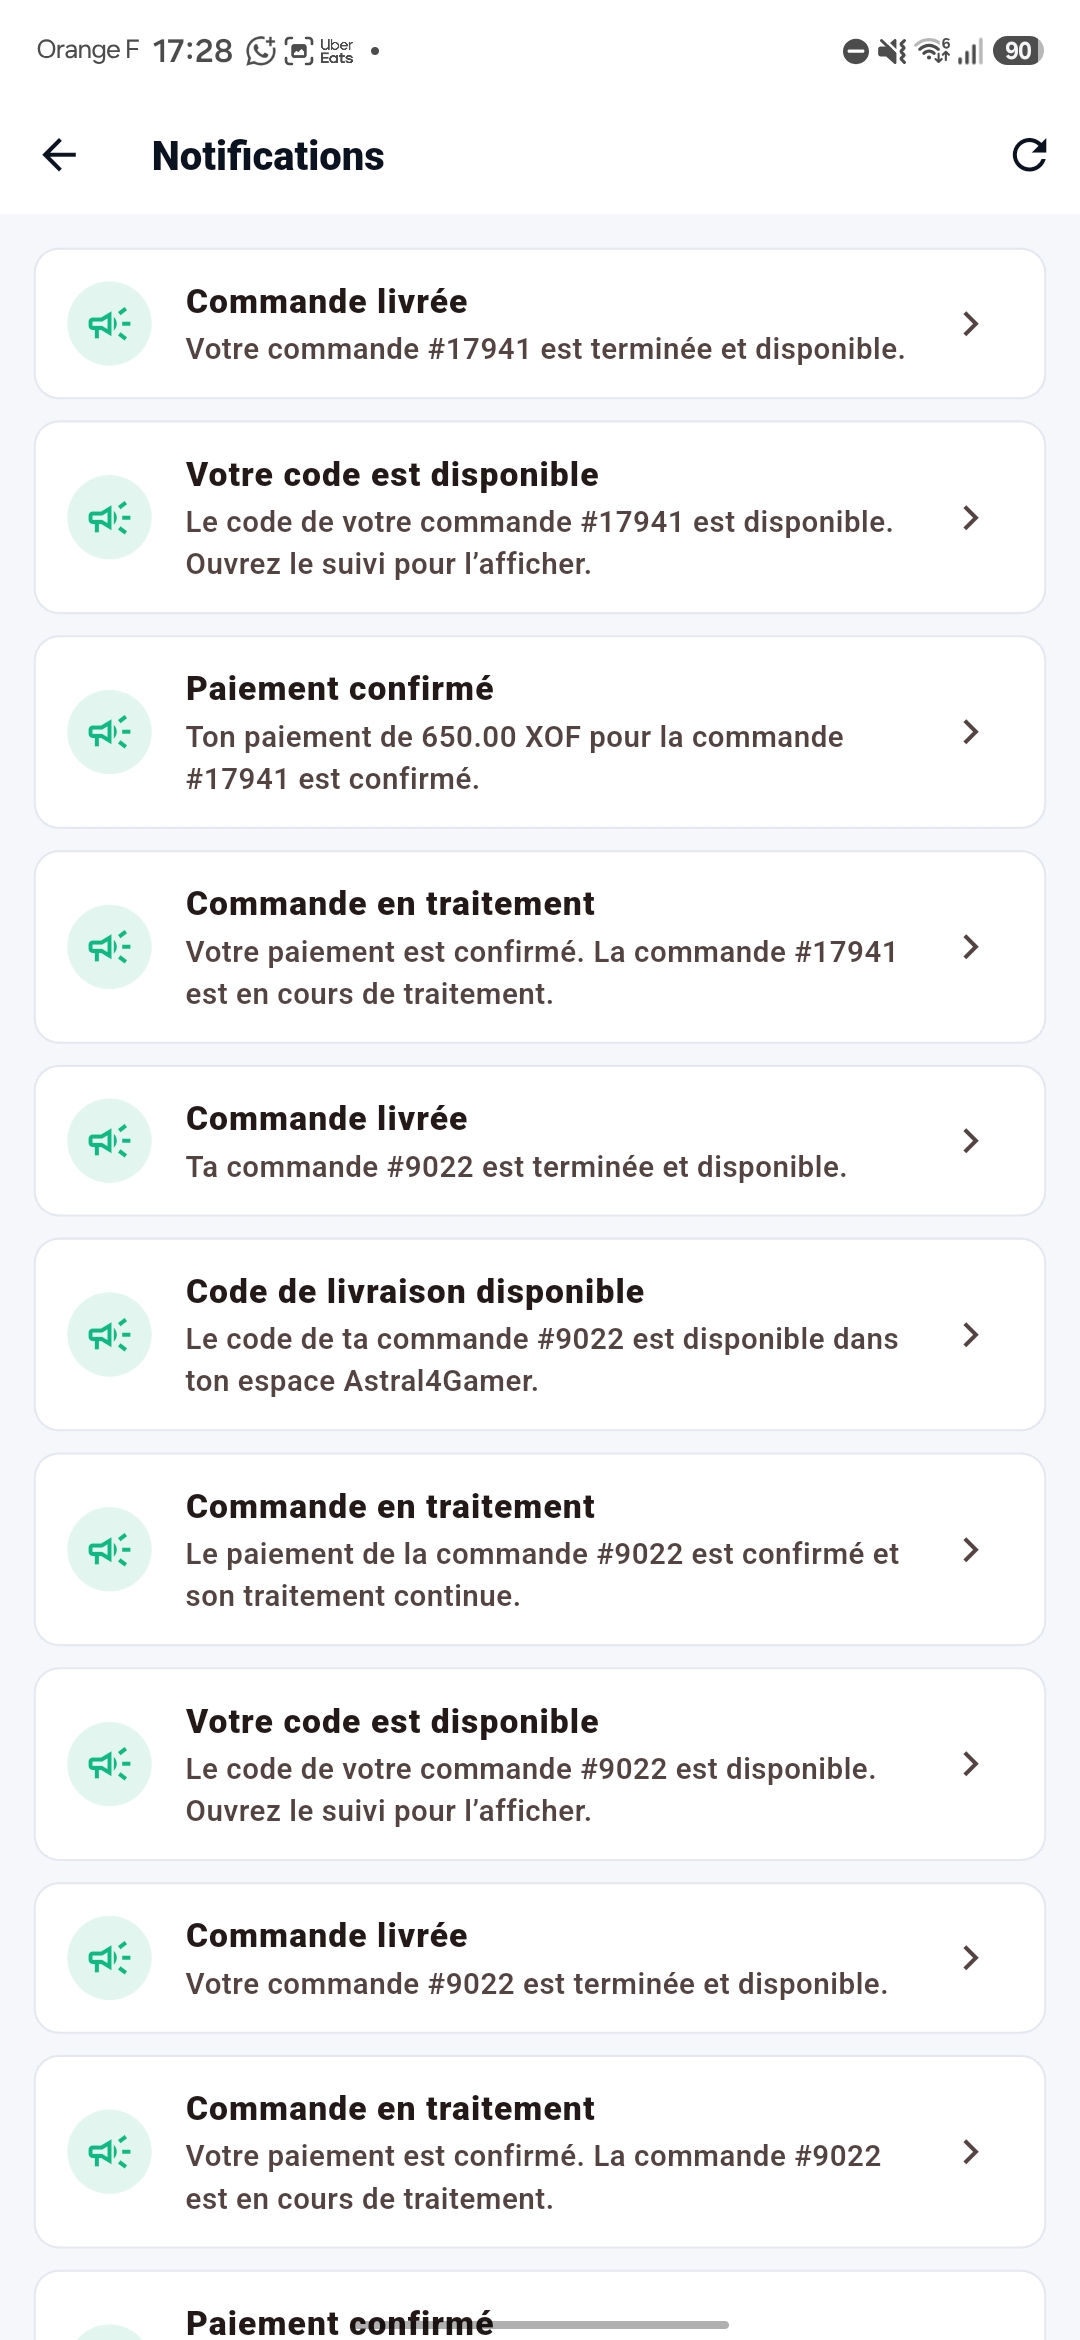 Orange F 17:28 Uber Eats 6 90
Notifications
Commande livrée
Votre commande #17941 est terminée et disponible.
Votre code est disponible
Le code de votre commande #17941 est disponible.
Ouvrez le suivi pour l’afficher.
Paiement confirmé
Ton paiement de 650.00 XOF pour la commande
#17941 est confirmé.
Commande en traitement
Votre paiement est confirmé. La commande #17941
est en cours de traitement.
Commande livrée
Ta commande #9022 est terminée et disponible.
Code de livraison disponible
Le code de ta commande #9022 est disponible dans
ton espace Astral4Gamer.
Commande en traitement
Le paiement de la commande #9022 est confirmé et
son traitement continue.
Votre code est disponible
Le code de votre commande #9022 est disponible.
Ouvrez le suivi pour l’afficher.
Commande livrée
Votre commande #9022 est terminée et disponible.
Commande en traitement
Votre paiement est confirmé. La commande #9022
est en cours de traitement.
Paiement confirmé